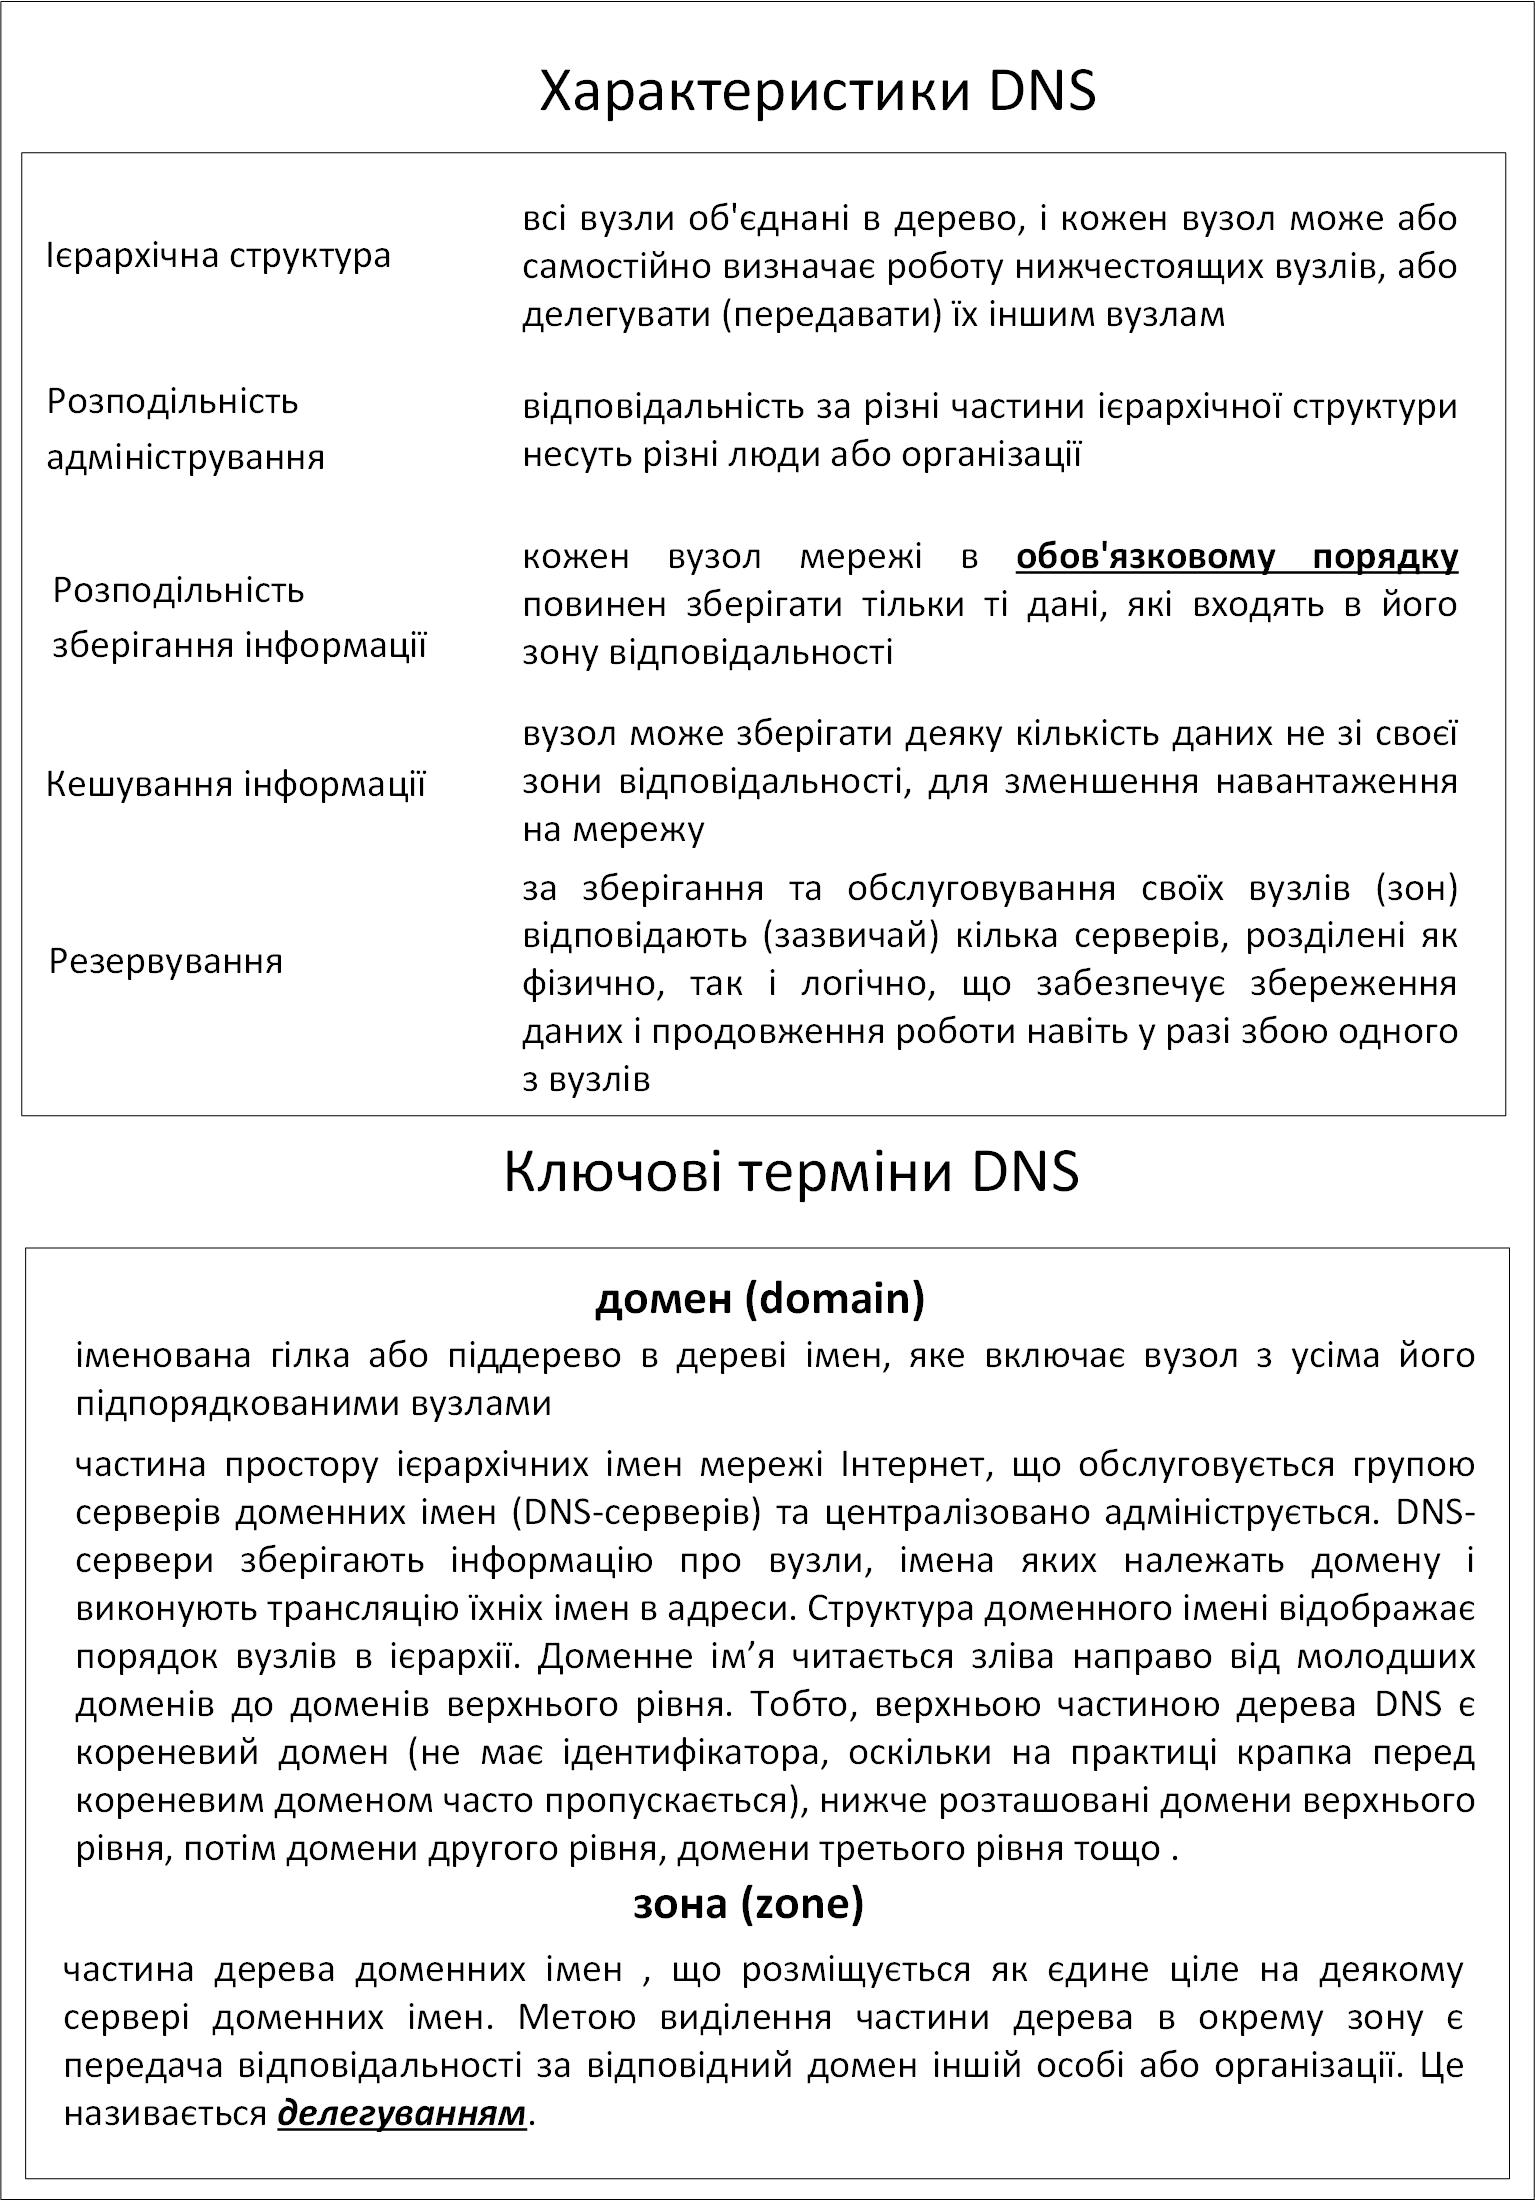 Характеристики DNS
Ієрархічна структура
всі вузли об'єднані в дерево, і кожен вузол може або
самостійно визначає роботу нижчестоящих вузлів, або
делегувати (передавати) їх іншим вузлам
Розподільність
адміністрування
відповідальність за різні частини ієрархічної структури
несуть різні люди або організації
Розподільність
зберігання інформації
кожен вузол мережі в обов'язковому порядку
повинен зберігати тільки ті дані, які входять в його
зону відповідальності
Кешування інформації
вузол може зберігати деяку кількість даних не зі своєї
зони відповідальності, для зменшення навантаження
на мережу
Резервування
за зберігання та обслуговування своїх вузлів (зон)
відповідають (зазвичай) кілька серверів, розділені як
фізично, так і логічно, що забезпечує збереження
даних і продовження роботи навіть у разі збою одного
з вузлів
Ключові терміни DNS
домен (domain)
іменована гілка або піддерево в дереві імен, яке включає вузол з усіма його
підпорядкованими вузлами
частина простору ієрархічних імен мережі Інтернет, що обслуговується групою
серверів доменних імен (DNS-серверів) та централізовано адмініструється. DNS-
сервери зберігають інформацію про вузли, імена яких належать домену і
виконують трансляцію їхніх імен в адреси. Структура доменного імені відображає
порядок вузлів в ієрархії. Доменне ім’я читається зліва направо від молодших
доменів до доменів верхнього рівня. Тобто, верхньою частиною дерева DNS є
кореневий домен (не має ідентифікатора, оскільки на практиці крапка перед
кореневим доменом часто пропускається), нижче розташовані домени верхнього
рівня, потім домени другого рівня, домени третього рівня тощо .
зона (zone)
частина дерева доменних імен , що розміщується як єдине ціле на деякому
сервері доменних імен. Метою виділення частини дерева в окрему зону є
передача відповідальності за відповідний домен іншій особі або організації. Це
називається делегуванням.